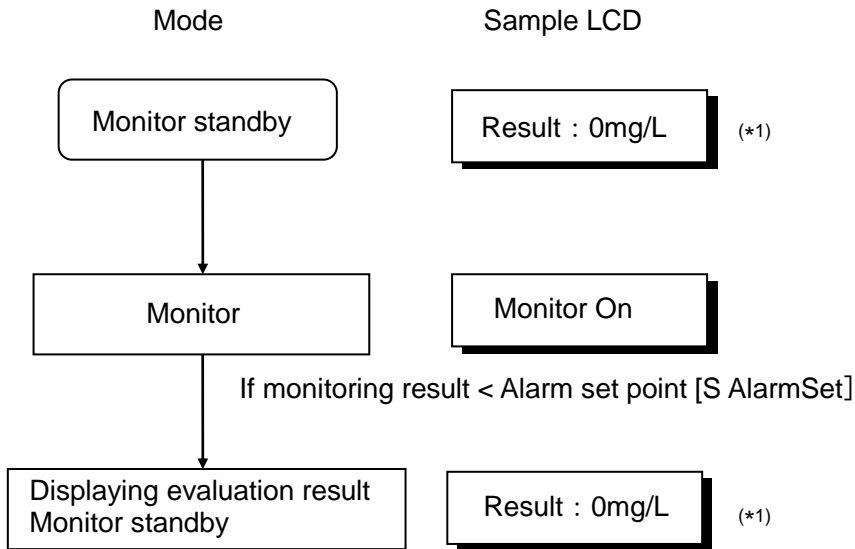 Mode
Sample LCD
Monitor standby
Result：0mg/L
(*1)
Monitor
Monitor On
If monitoring result < Alarm set point [S AlarmSet］
Displaying evaluation result
Monitor standby
Result：0mg/L
(*1)